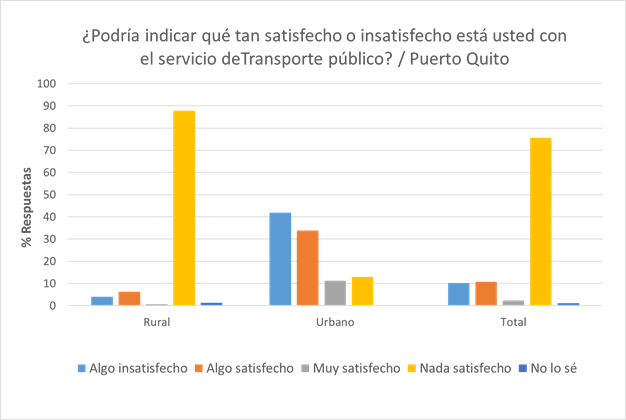 ¿Podría indicar qué tan satisfecho o insatisfecho está usted con
el servicio deTransporte público? / Puerto Quito
% Respuestas
100
90
80
70
60
50
40
30
20
10
0
Rural Urbano Total
Algo insatisfecho Algo satisfecho Muy satisfecho Nada satisfecho No lo sé